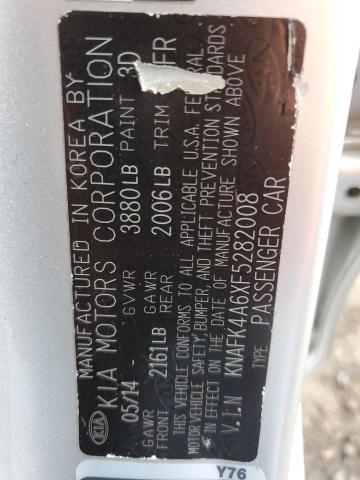 MANUFACTURED IN KOREA BY
KIA KIA MOTORS CORPORATION
05/14 GVWR 3880LB PAINT 3D
GAWR FRONT 2161LB GAWR REAR 2006LB TRIM FR
THIS VEHICLE CONFORMS TO ALL APPLICABLE U.S.A. FEDERAL
MOTOR VEHICLE SAFETY, BUMPER, AND THEFT PREVENTION STANDARDS
IN EFFECT ON THE DATE OF MANUFACTURE SHOWN ABOVE
V.I.N KNAFK4A6XF5282008
TYPE PASSENGER CAR
Y76